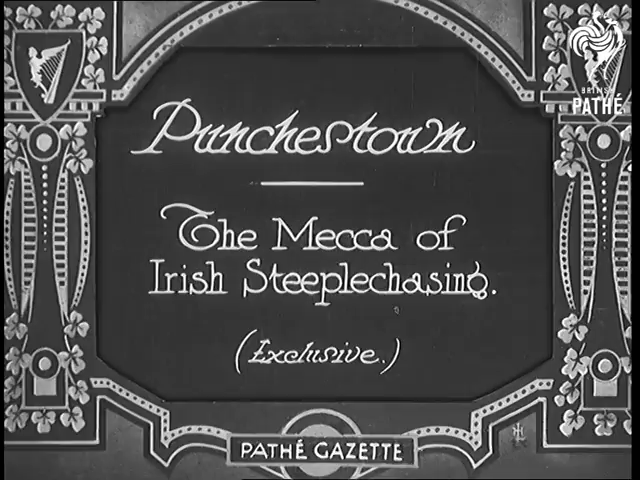 BRITISH
PATHÉ
Punchestown
The Mecca of
Irish Steeplechasing.
(Exclusive.)
PATHÉ GAZETTE